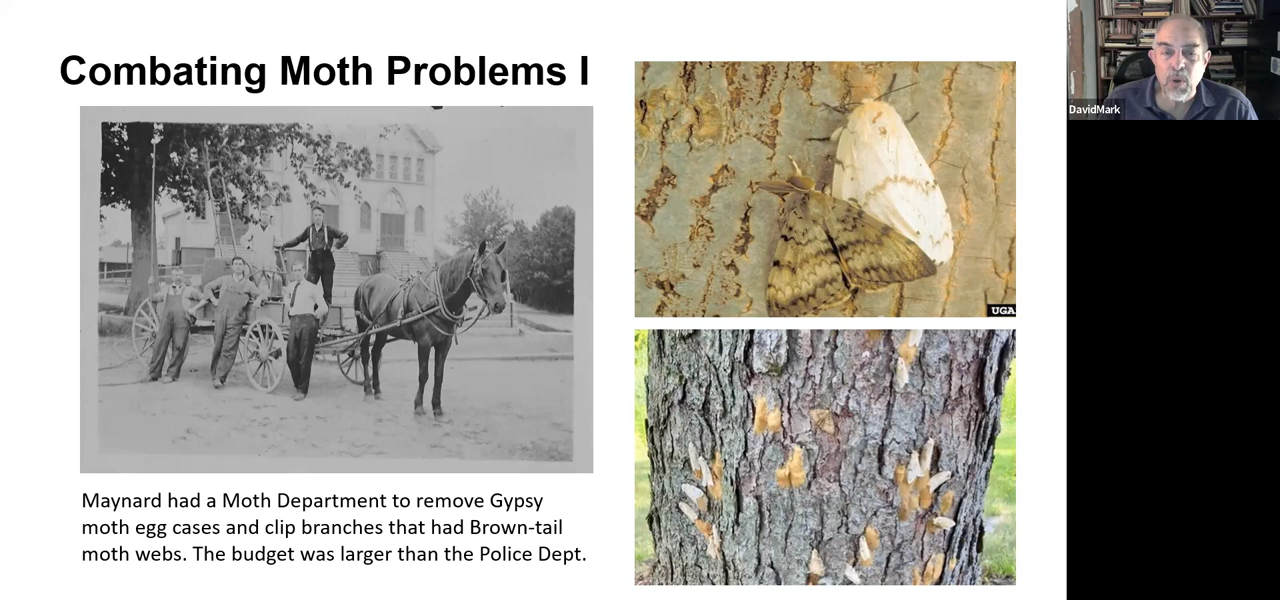 Combating Moth Problems I
Maynard had a Moth Department to remove Gypsy
moth egg cases and clip branches that had Brown-tail
moth webs. The budget was larger than the Police Dept.
UGA
DavidMark